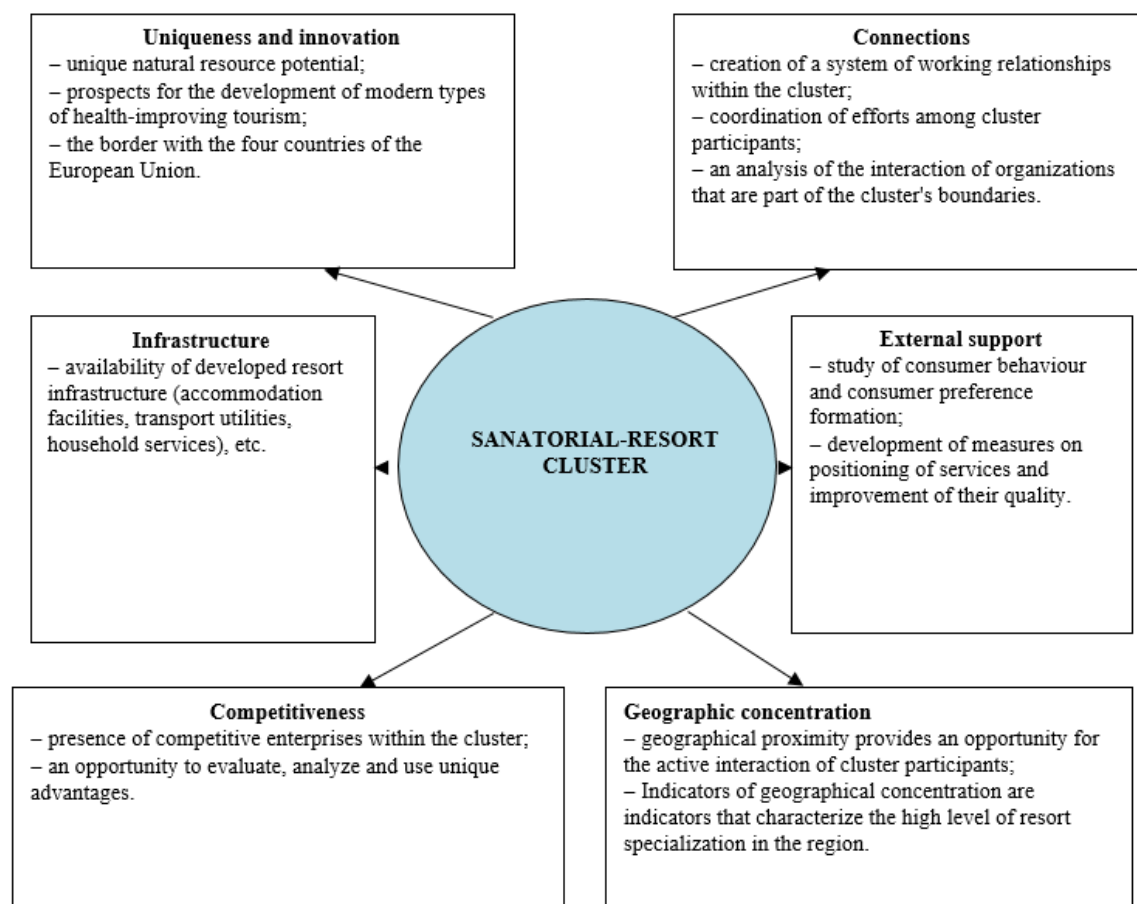 Uniqueness and innovation
– unique natural resource potential;
– prospects for the development of modern types
of health-improving tourism;
– the border with the four countries of the
European Union.
Connections
– creation of a system of working relationships
within the cluster;
– coordination of efforts among cluster
participants;
– an analysis of the interaction of organizations
that are part of the cluster's boundaries.
Infrastructure
– availability of developed resort
infrastructure (accommodation
facilities, transport utilities,
household services), etc.
SANATORIAL-RESORT
CLUSTER
External support
– study of consumer behaviour
and consumer preference
formation;
– development of measures on
positioning of services and
improvement of their quality.
Competitiveness
– presence of competitive enterprises within the cluster;
– an opportunity to evaluate, analyze and use unique
advantages.
Geographic concentration
– geographical proximity provides an opportunity for
the active interaction of cluster participants;
– Indicators of geographical concentration are
indicators that characterize the high level of resort
specialization in the region.